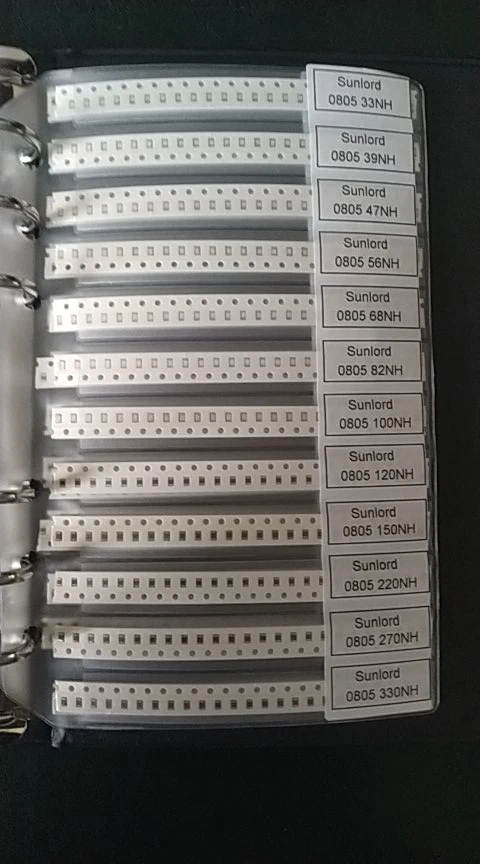 Sunlord
0805 33NH
Sunlord
0805 39NH
Sunlord
0805 47NH
Sunlord
0805 56NH
Sunlord
0805 68NH
Sunlord
0805 82NH
Sunlord
0805 100NH
Sunlord
0805 120NH
Sunlord
0805 150NH
Sunlord
0805 220NH
Sunlord
0805 270NH
Sunlord
0805 330NH